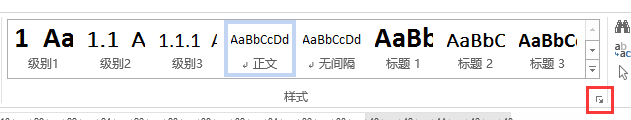 1 Aa 1.1 A 1.1.1 A AaBbCcDd AaBbCcDd AaBb AaBbC AaBbC
级别1 级别2 级别3 ↲ 正文 ↲ 无间隔 标题 1 标题 2 标题 3
样式